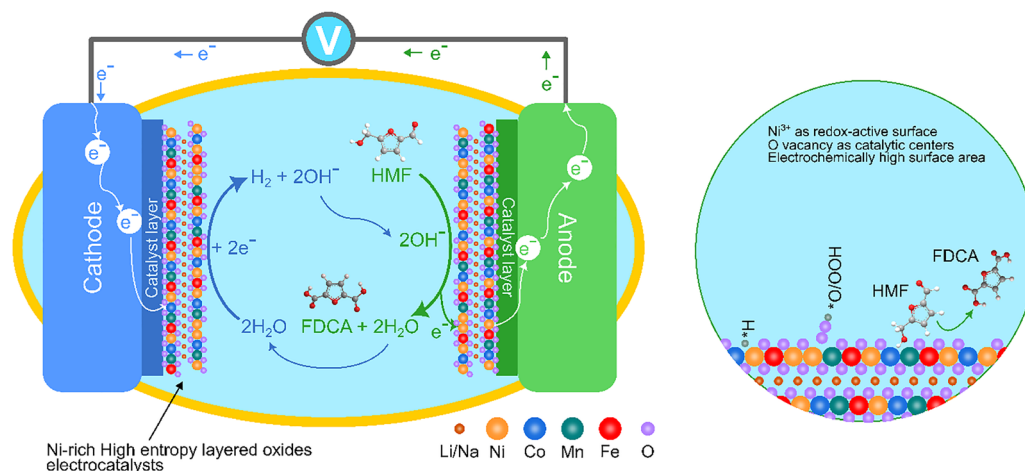 V
← e⁻
← e⁻
← e⁻
← e⁻
e⁻
e⁻
Cathode
e⁻
e⁻
Catalyst layer
H₂ + 2OH⁻
+ 2e⁻
2H₂O
HMF
2OH⁻
FDCA + 2H₂O
e⁻
Catalyst layer
e⁻
e⁻
Anode
Ni-rich High entropy layered oxides
electrocatalysts
Li/Na Ni Co Mn Fe O
Ni³⁺ as redox-active surface
O vacancy as catalytic centers
Electrochemically high surface area
H*
HOO/O*
HMF
FDCA